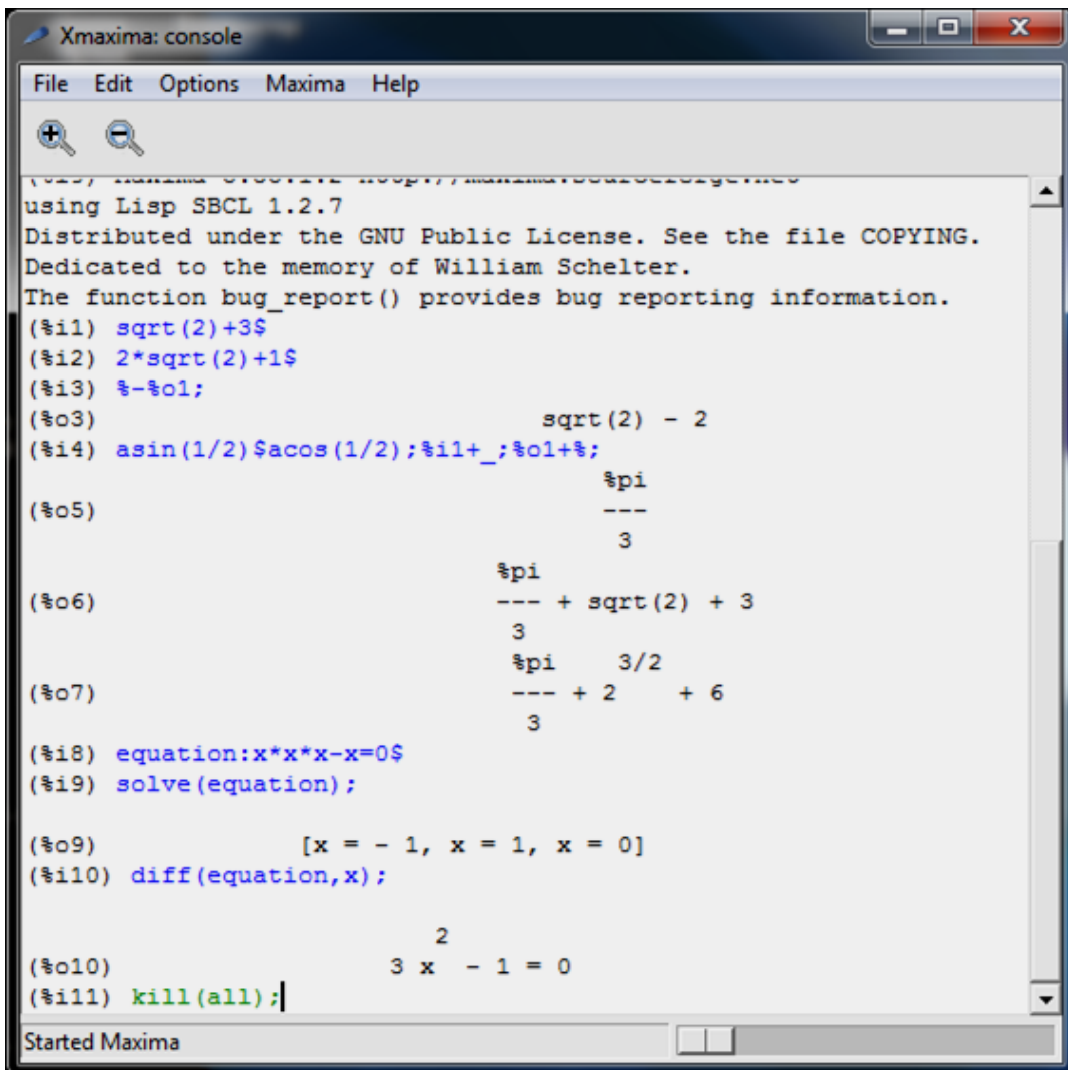 Xmaxima: console
File Edit Options Maxima Help
using Lisp SBCL 1.2.7
Distributed under the GNU Public License. See the file COPYING.
Dedicated to the memory of William Schelter.
The function bug_report() provides bug reporting information.
(%i1) sqrt(2)+3$
(%i2) 2*sqrt(2)+1$
(%i3) %-%o1;
(%o3) sqrt(2) - 2
(%i4) asin(1/2)$acos(1/2);%i1+_;%o1+%;
%pi
(%o5) ---
3
%pi
(%o6) --- + sqrt(2) + 3
3
%pi 3/2
(%o7) --- + 2 + 6
3
(%i8) equation:x*x*x-x=0$
(%i9) solve(equation);
(%o9) [x = - 1, x = 1, x = 0]
(%i10) diff(equation,x);
2
(%o10) 3 x - 1 = 0
(%i11) kill(all);
Started Maxima